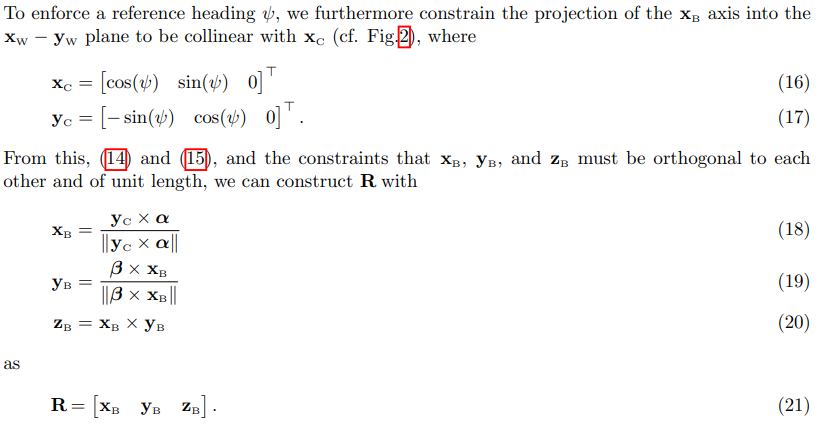 To enforce a reference heading ψ, we furthermore constrain the projection of the x_B axis into the
x_W − y_W plane to be collinear with x_C (cf. Fig.2), where
x_C = [cos(ψ) sin(ψ) 0]^⊤ (16)
y_C = [− sin(ψ) cos(ψ) 0]^⊤. (17)
From this, (14) and (15), and the constraints that x_B, y_B, and z_B must be orthogonal to each
other and of unit length, we can construct R with
x_B = (y_C × α) / ‖y_C × α‖ (18)
y_B = (β × x_B) / ‖β × x_B‖ (19)
z_B = x_B × y_B (20)
as
R = [x_B y_B z_B]. (21)